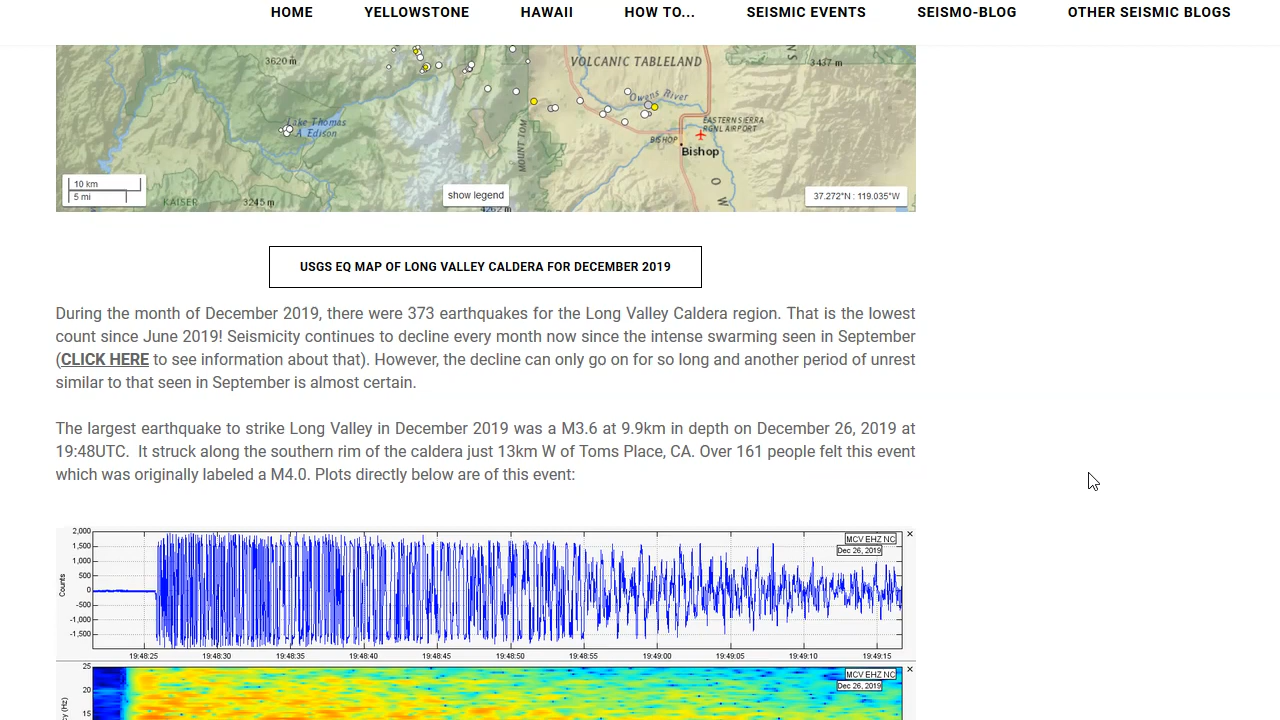 HOME YELLOWSTONE HAWAII HOW TO... SEISMIC EVENTS SEISMO-BLOG OTHER SEISMIC BLOGS
3620 m
VOLCANIC TABLELAND
3437 m
Owens River
Lake Thomas
A Edison
EASTERN SIERRA
RGNL AIRPORT
MOUNT TOM
BISHOP
Bishop
10 km
5 mi
KAISER
3245 m
show legend
37.272°N : 119.035°W
O W
USGS EQ MAP OF LONG VALLEY CALDERA FOR DECEMBER 2019
During the month of December 2019, there were 373 earthquakes for the Long Valley Caldera region. That is the lowest
count since June 2019! Seismicity continues to decline every month now since the intense swarming seen in September
(CLICK HERE to see information about that). However, the decline can only go on for so long and another period of unrest
similar to that seen in September is almost certain.
The largest earthquake to strike Long Valley in December 2019 was a M3.6 at 9.9km in depth on December 26, 2019 at
19:48UTC. It struck along the southern rim of the caldera just 13km W of Toms Place, CA. Over 161 people felt this event
which was originally labeled a M4.0. Plots directly below are of this event:
2,000
1,500
1,000
500
0
-500
-1,000
-1,500
Counts
MCV EHZ NC
Dec 26, 2019
19:48:25 19:48:30 19:48:35 19:48:40 19:48:45 19:48:50 19:48:55 19:49:00 19:49:05 19:49:10 19:49:15
25
20
15
MCV EHZ NC
Dec 26, 2019